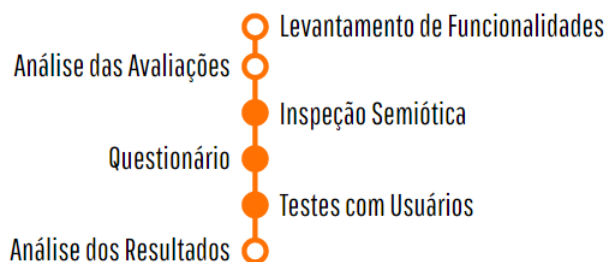 Levantamento de Funcionalidades
Análise das Avaliações
Inspeção Semiótica
Questionário
Testes com Usuários
Análise dos Resultados